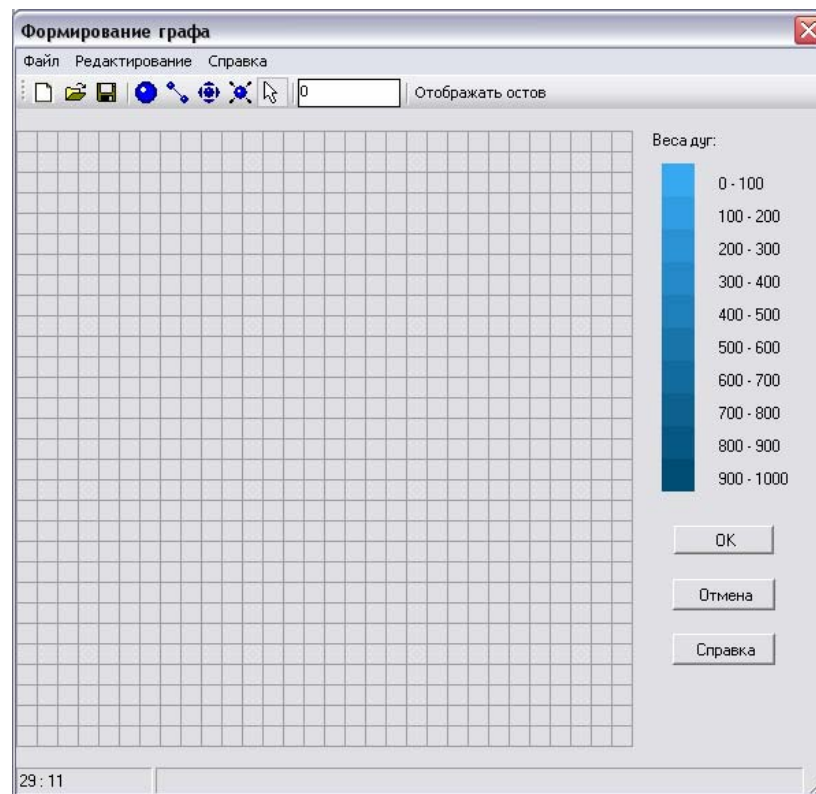 Формирование графа
Файл Редактирование Справка
0 Отображать остов
Веса дуг:
0 - 100
100 - 200
200 - 300
300 - 400
400 - 500
500 - 600
600 - 700
700 - 800
800 - 900
900 - 1000
OK
Отмена
Справка
29 : 11